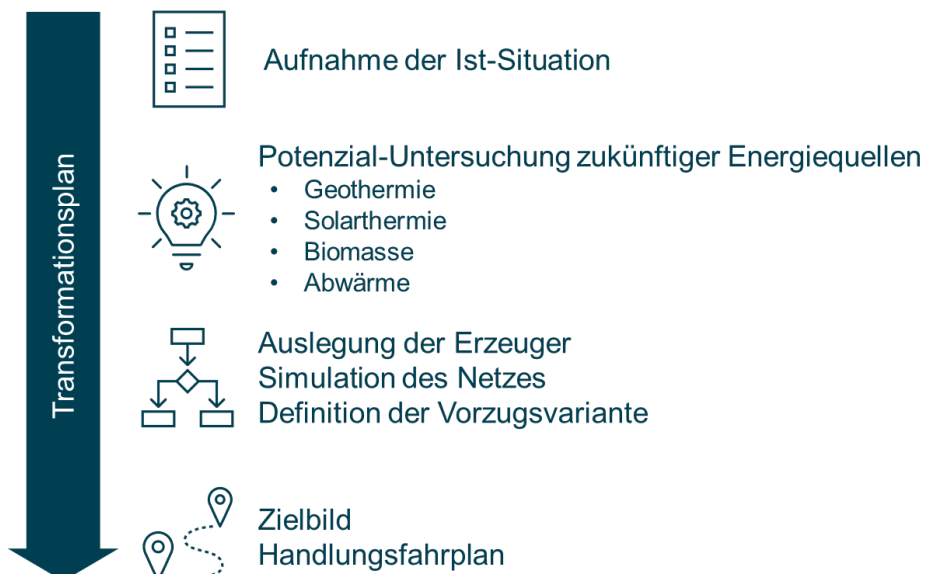 Transformationsplan
Aufnahme der Ist-Situation
Potenzial-Untersuchung zukünftiger Energiequellen
• Geothermie
• Solarthermie
• Biomasse
• Abwärme
Auslegung der Erzeuger
Simulation des Netzes
Definition der Vorzugsvariante
Zielbild
Handlungsfahrplan